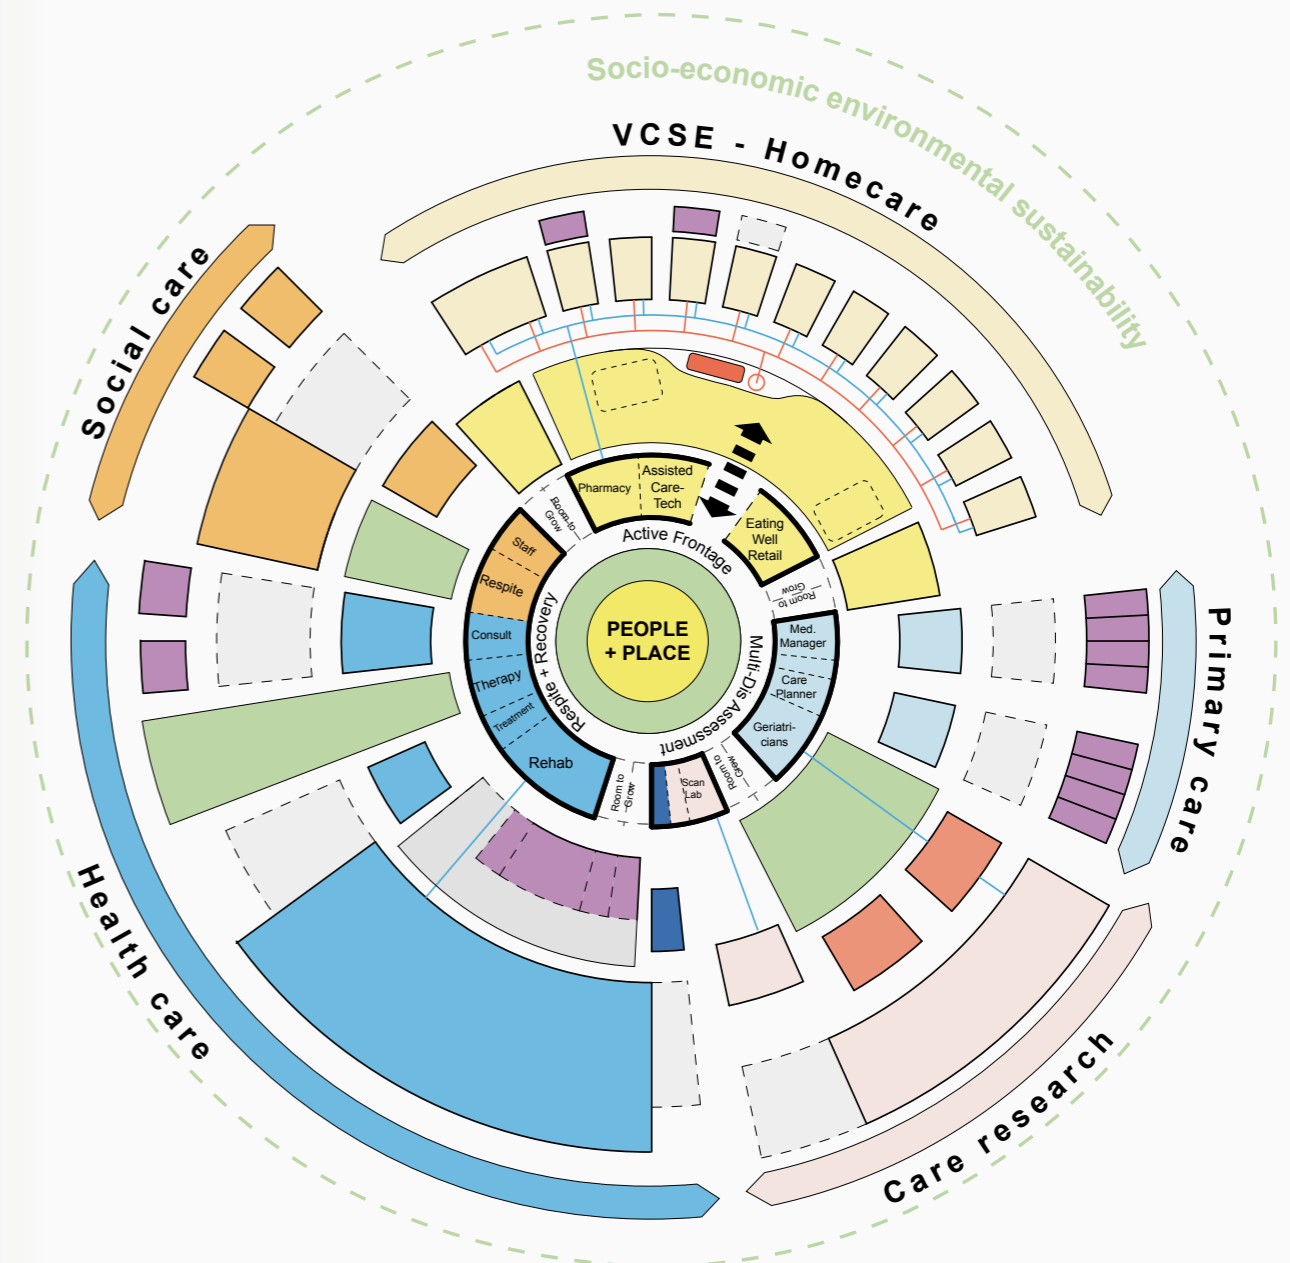 Socio-economic environmental sustainability
VCSE - Homecare
Social care
Primary care
Health care
Care research
Pharmacy
Assisted
Care-
Tech
Eating
Well
Retail
Active Frontage
Room to
Grow
Room to
Grow
Staff
Respite
Consult
Therapy
Treatment
Rehab
Respite + Recovery
PEOPLE
+ PLACE
Multi-Dis Assessment
Med.
Manager
Care
Planner
Geriatri-
cians
Room to
Grow
Scan
Lab
Room to
Grow